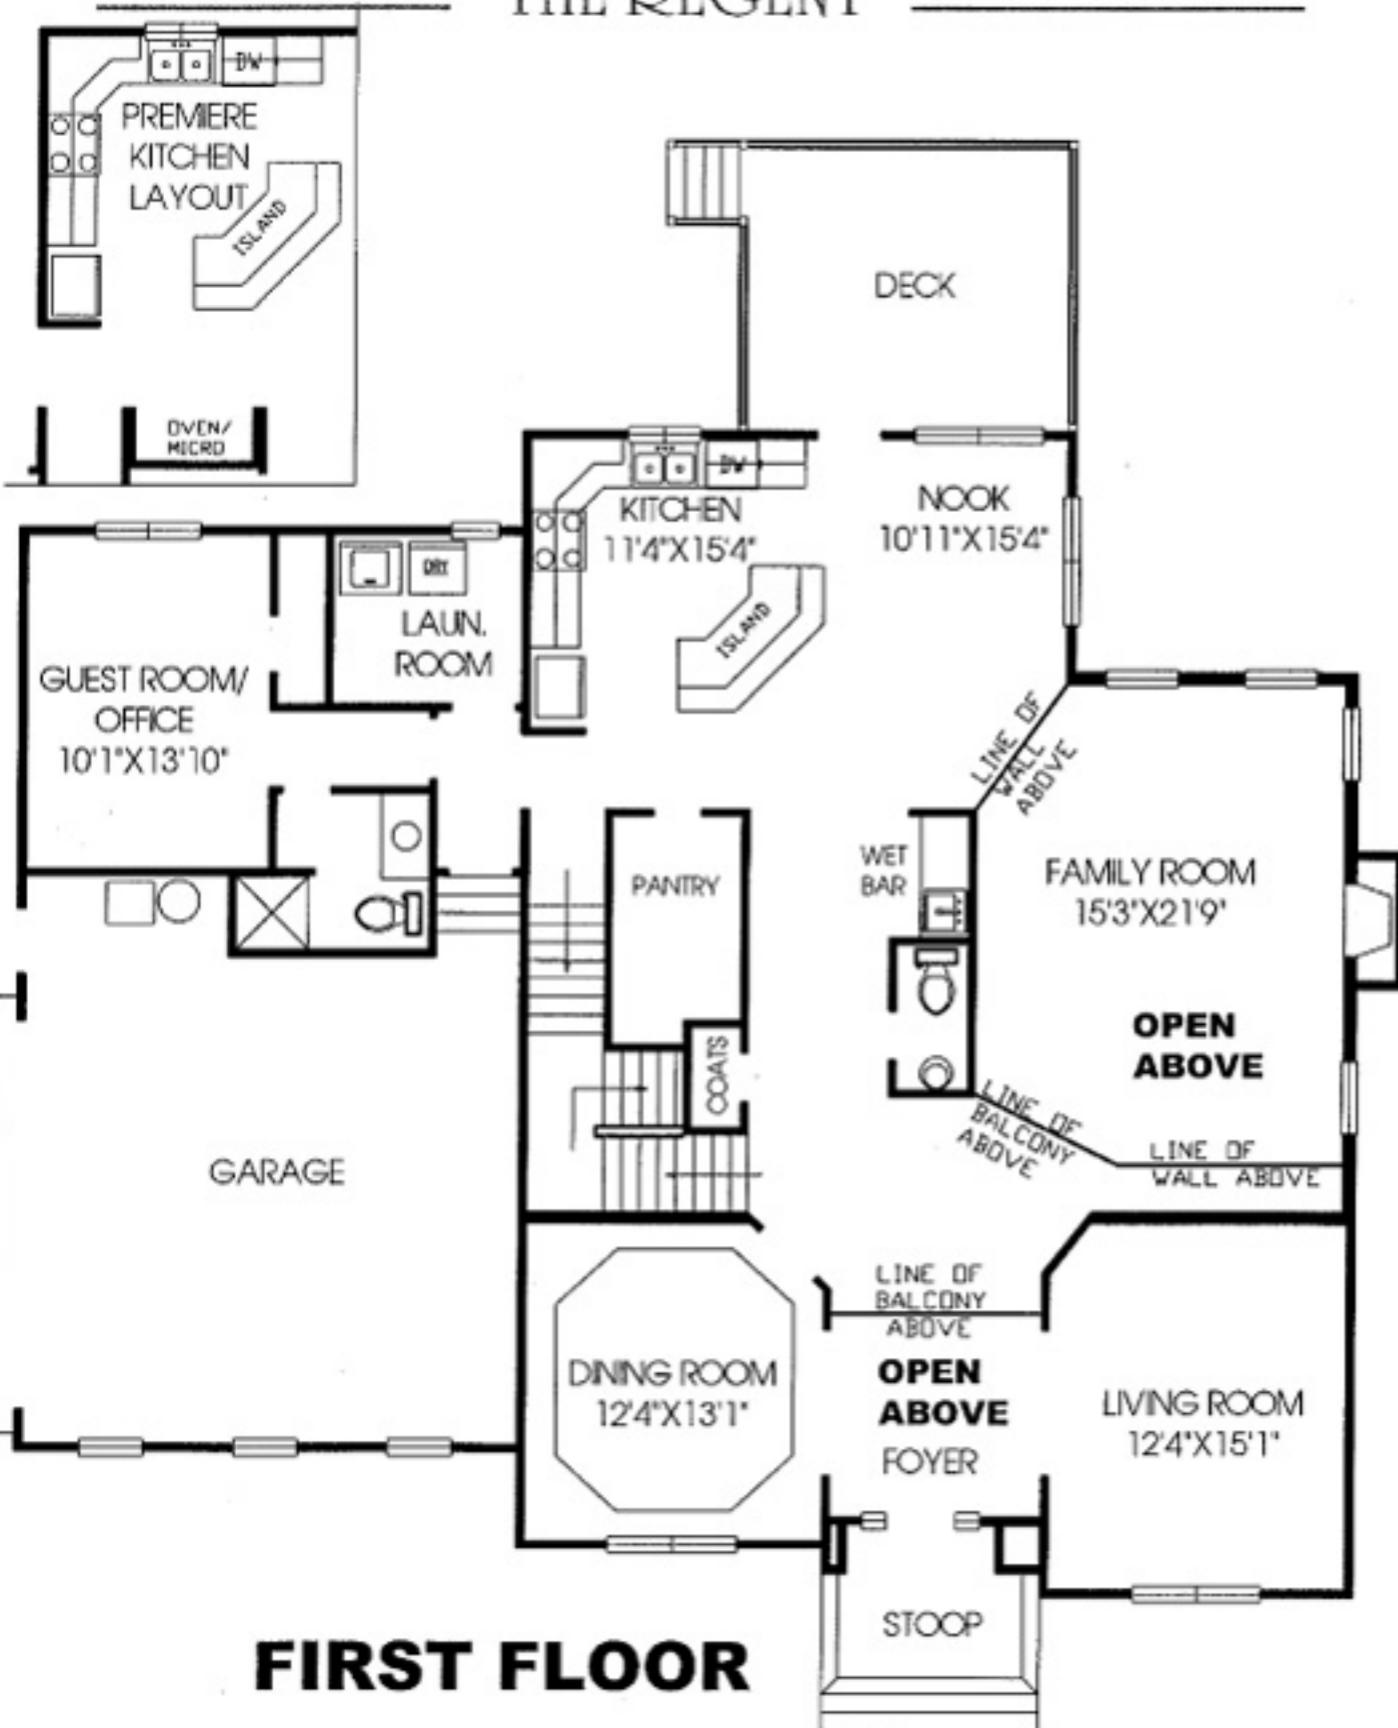 THE REGENT
DW
PREMIERE
KITCHEN
LAYOUT
ISLAND
OVEN/
MICRO
DECK
DW
KITCHEN
11'4"X15'4"
NOOK
10'11"X15'4"
ISLAND
DRY
LAUN.
ROOM
GUEST ROOM/
OFFICE
10'1"X13'10"
LINE OF
WALL
ABOVE
PANTRY
WET
BAR
FAMILY ROOM
15'3"X21'9"
OPEN
ABOVE
COATS
LINE OF
BALCONY
ABOVE
LINE OF
WALL ABOVE
GARAGE
LINE OF
BALCONY
ABOVE
DINING ROOM
12'4"X13'1"
OPEN
ABOVE
FOYER
LIVING ROOM
12'4"X15'1"
STOOP
FIRST FLOOR